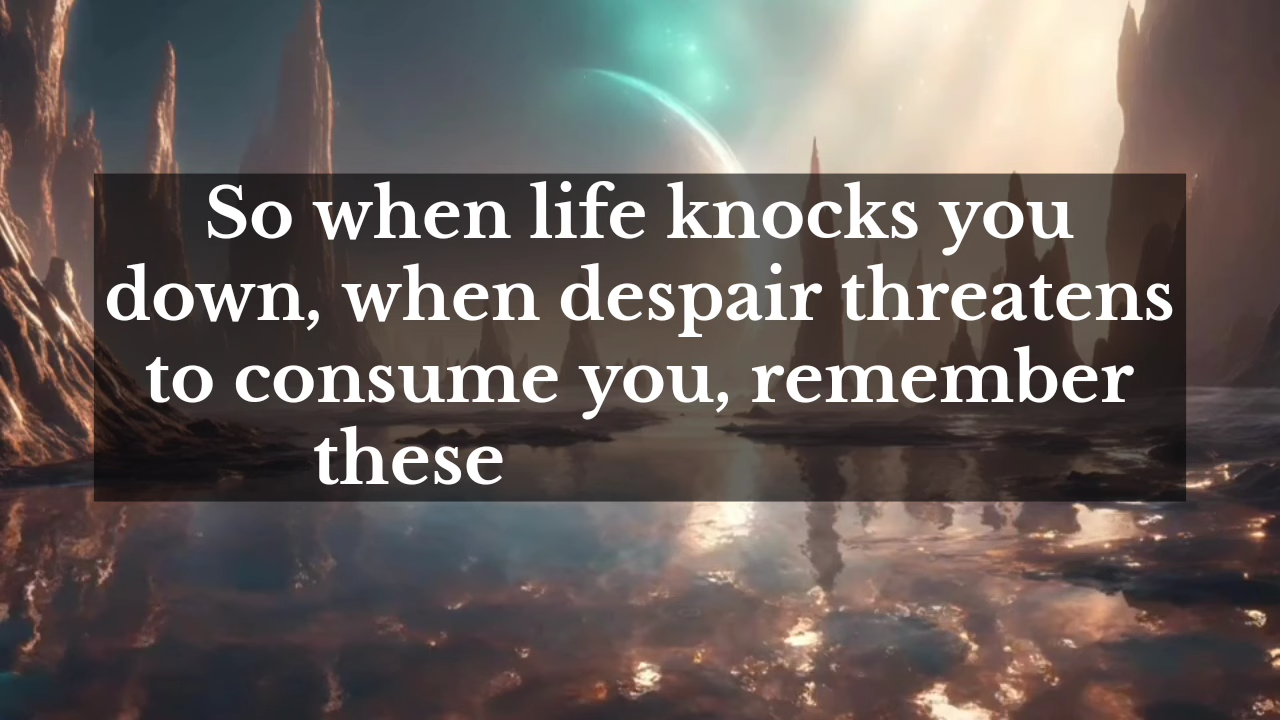 So when life knocks you
down, when despair threatens
to consume you, remember
these